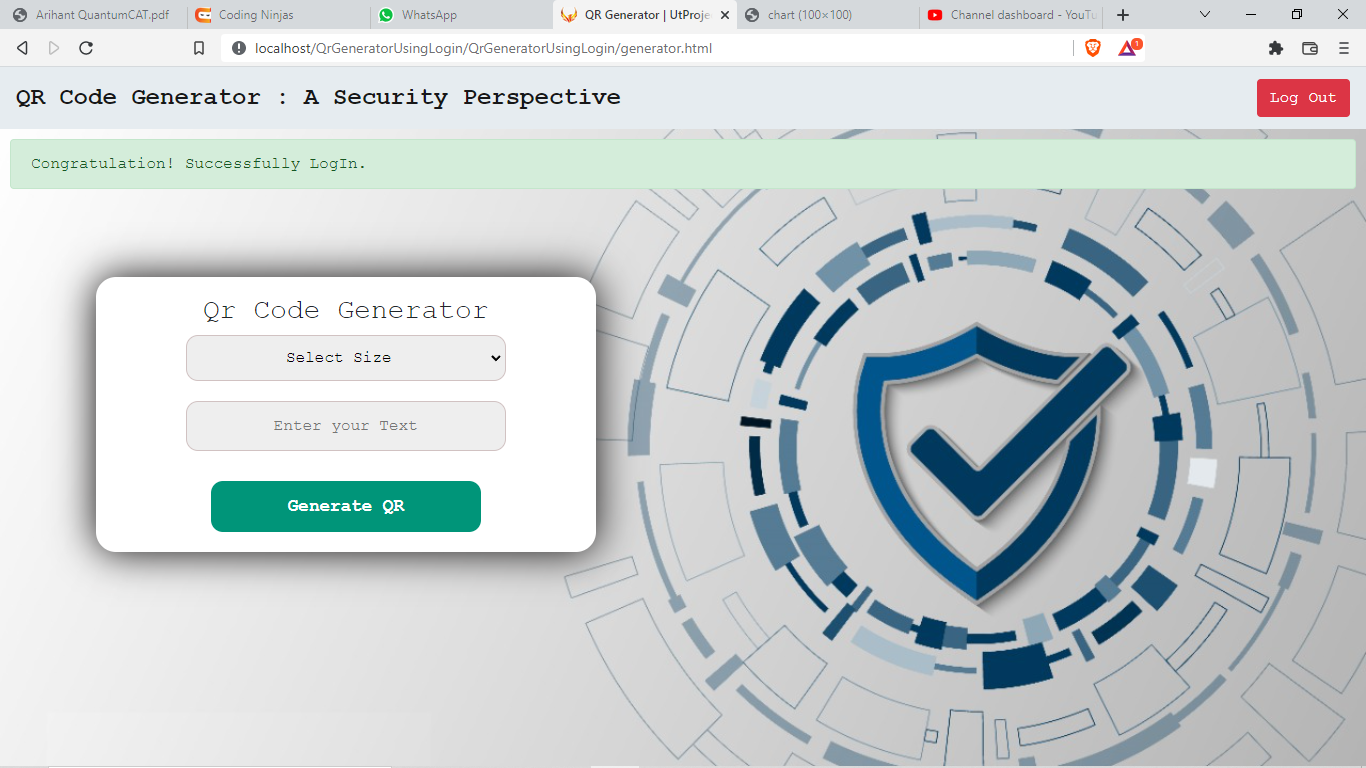 Arihant QuantumCAT.pdf
Coding Ninjas
WhatsApp
QR Generator | UtProje
chart (100×100)
Channel dashboard - YouTu
localhost/QrGeneratorUsingLogin/QrGeneratorUsingLogin/generator.html
1
QR Code Generator : A Security Perspective
Log Out
Congratulation! Successfully LogIn.
Qr Code Generator
Select Size
Enter your Text
Generate QR